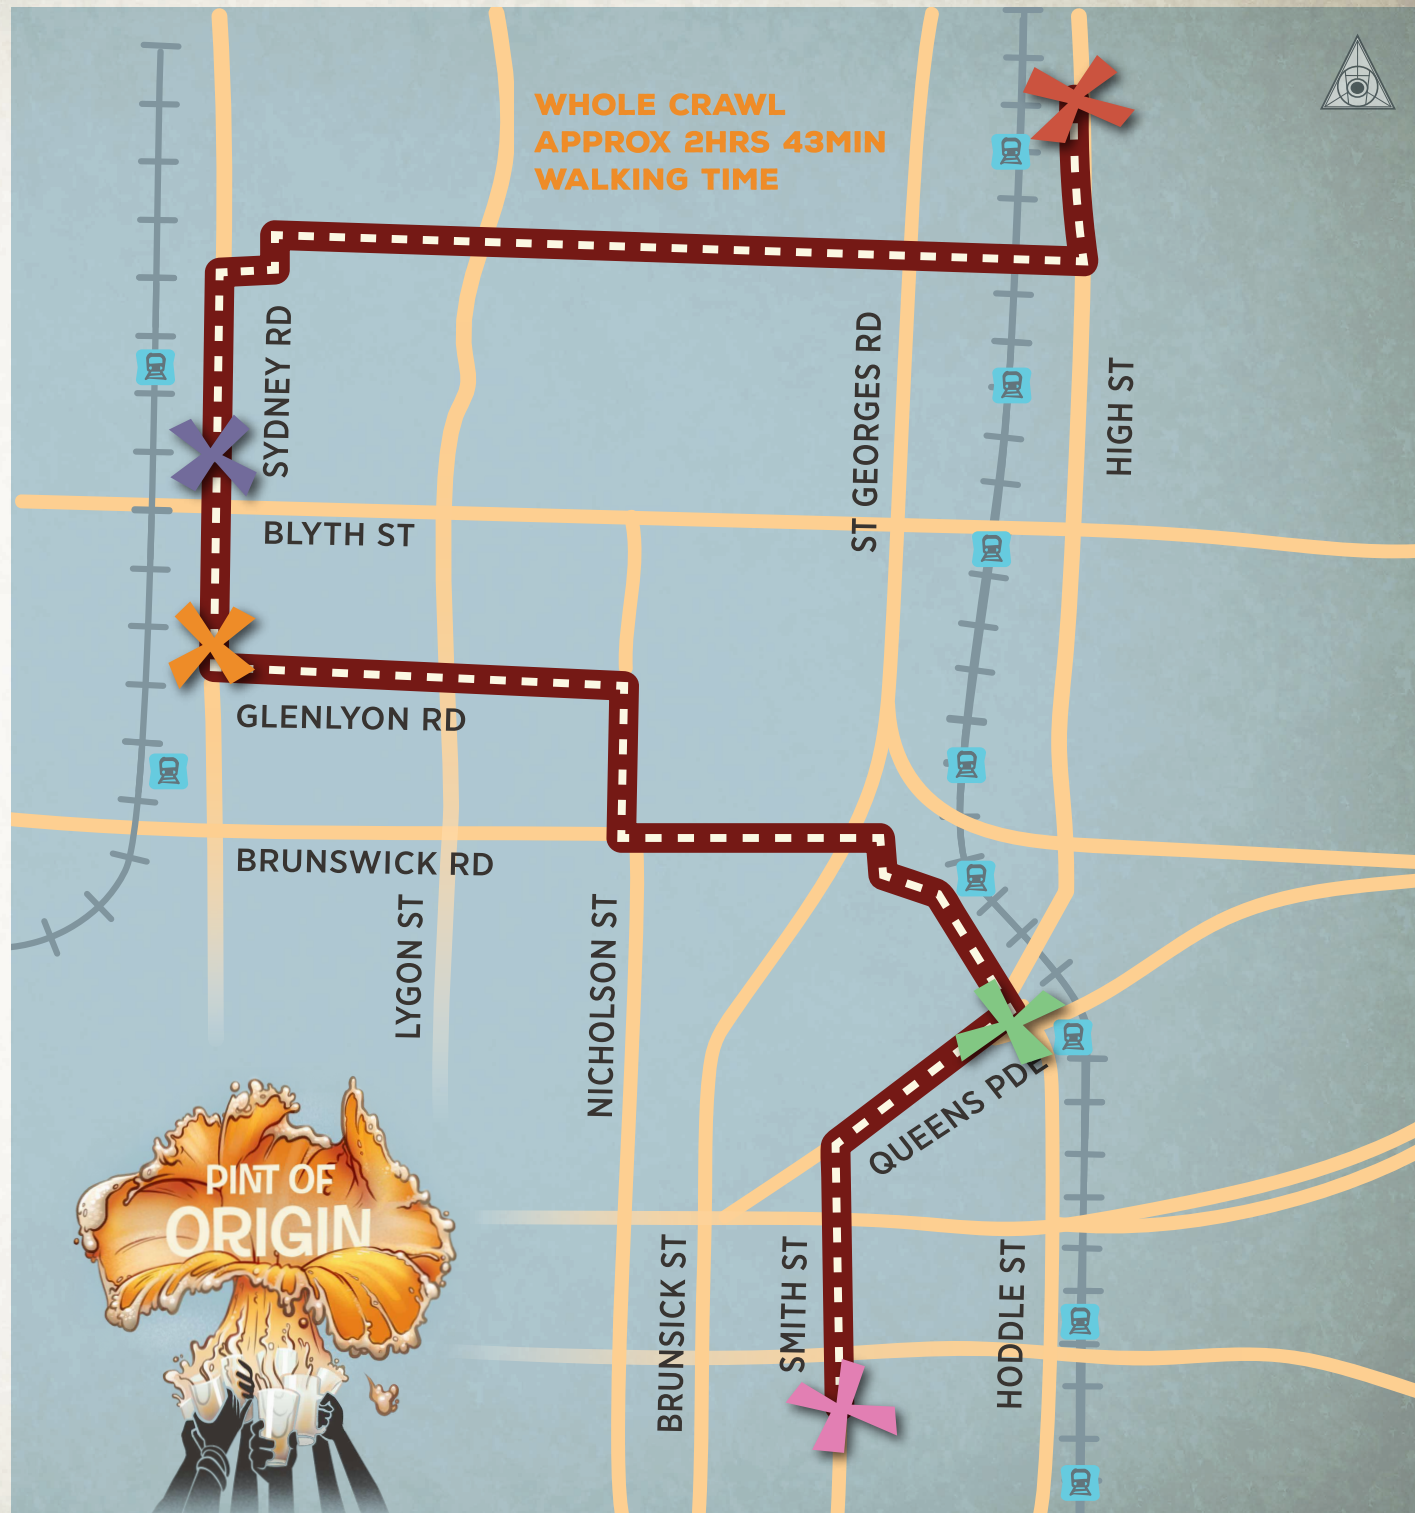 WHOLE CRAWL
APPROX 2HRS 43MIN
WALKING TIME
SYDNEY RD
ST GEORGES RD
HIGH ST
BLYTH ST
GLENLYON RD
BRUNSWICK RD
LYGON ST
NICHOLSON ST
QUEENS PDE
PINT OF
ORIGIN
BRUNSICK ST
SMITH ST
HODDLE ST